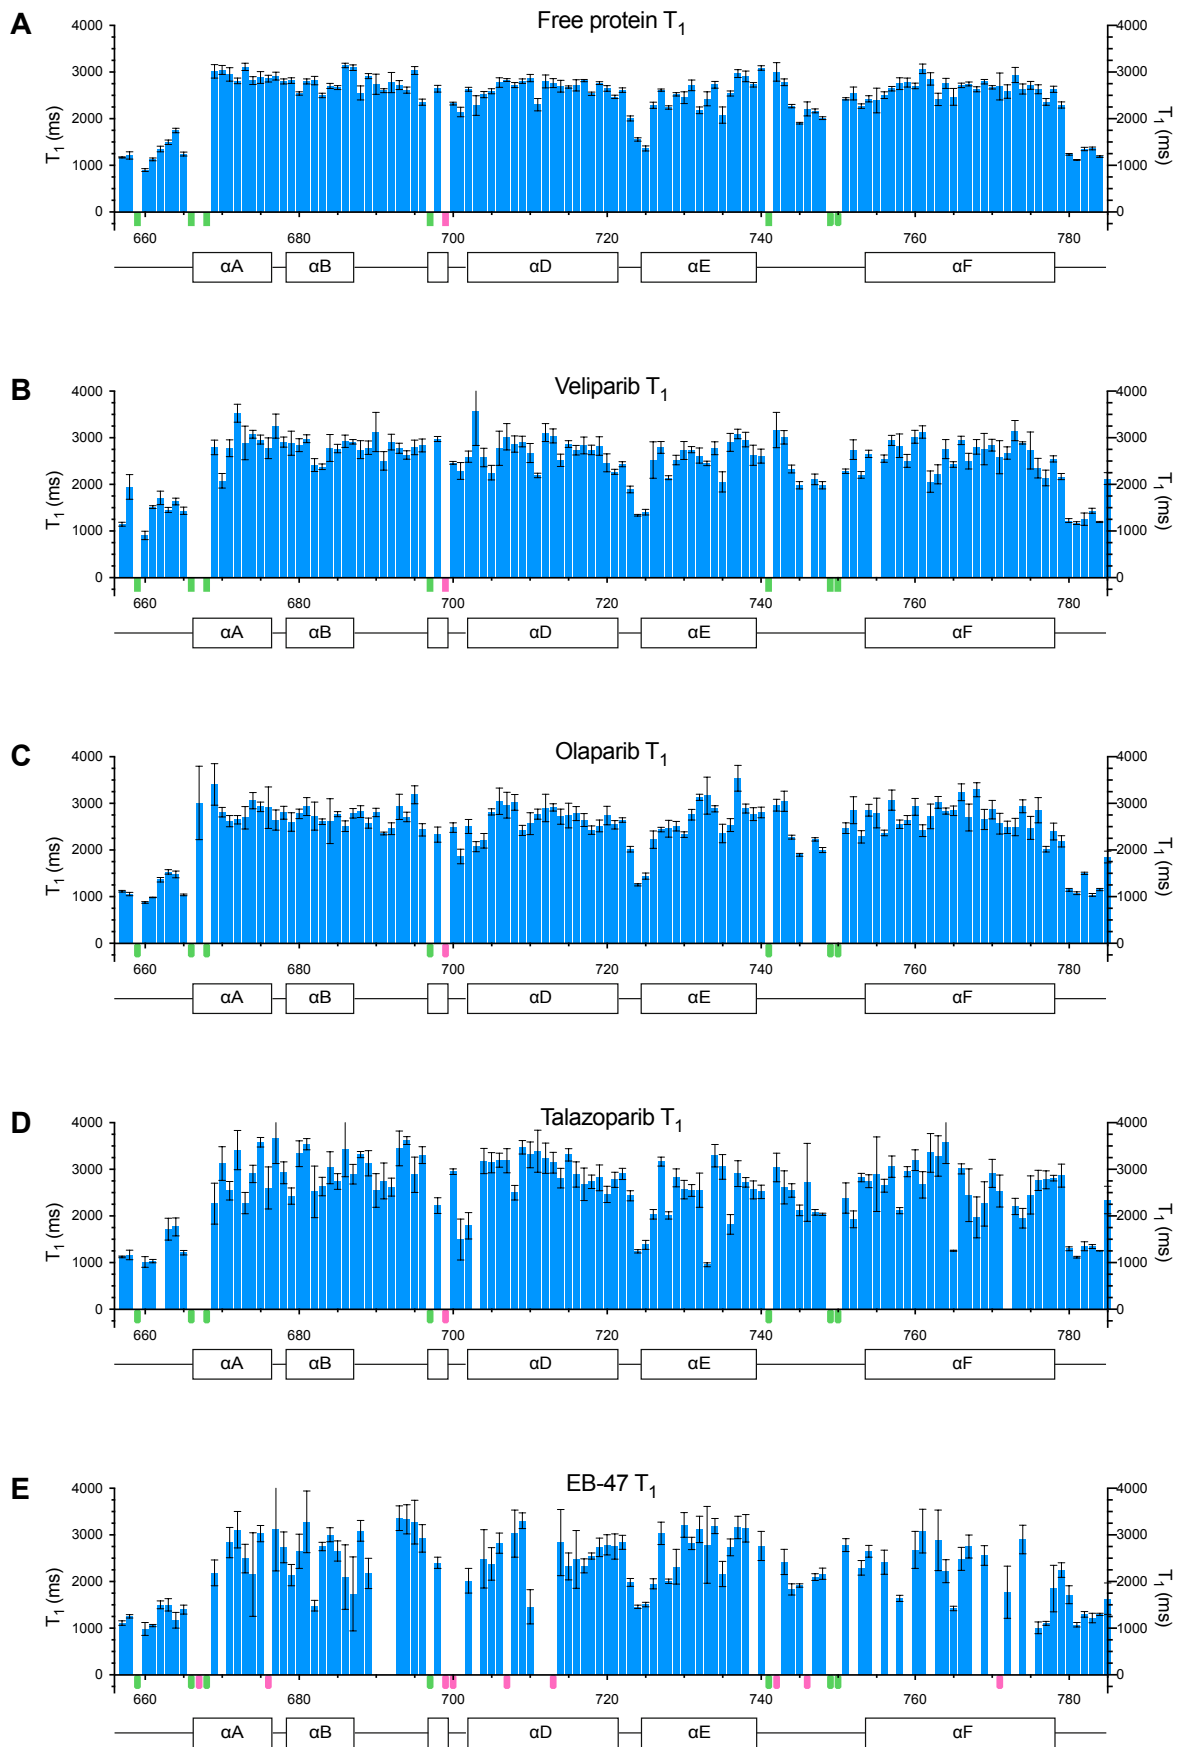 A
Free protein T1
4000 4000
3000 3000
2000 2000
1000 1000
0 0
T1 (ms) T1 (ms)
660 680 700 720 740 760 780
αA αB αD αE αF
B
Veliparib T1
4000 4000
3000 3000
2000 2000
1000 1000
0 0
T1 (ms) T1 (ms)
660 680 700 720 740 760 780
αA αB αD αE αF
C
Olaparib T1
4000 4000
3000 3000
2000 2000
1000 1000
0 0
T1 (ms) T1 (ms)
660 680 700 720 740 760 780
αA αB αD αE αF
D
Talazoparib T1
4000 4000
3000 3000
2000 2000
1000 1000
0 0
T1 (ms) T1 (ms)
660 680 700 720 740 760 780
αA αB αD αE αF
E
EB-47 T1
4000 4000
3000 3000
2000 2000
1000 1000
0 0
T1 (ms) T1 (ms)
660 680 700 720 740 760 780
αA αB αD αE αF